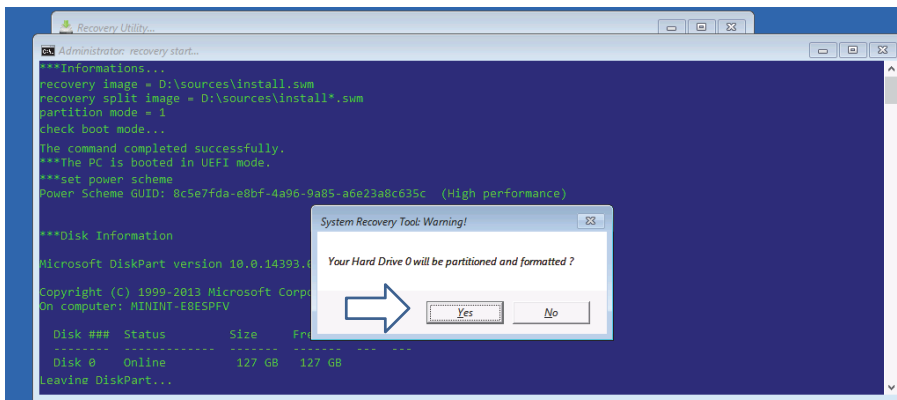 Recovery Utility...
Administrator: recovery start...
***Informations...
recovery image = D:\sources\install.swm
recovery split image = D:\sources\install*.swm
partition mode = 1
check boot mode...
The command completed successfully.
***The PC is booted in UEFI mode.
***set power scheme
Power Scheme GUID: 8c5e7fda-e8bf-4a96-9a85-a6e23a8c635c (High performance)
***Disk Information
Microsoft DiskPart version 10.0.14393.
Copyright (C) 1999-2013 Microsoft Corpo
On computer: MININT-E8ESPFV
Disk ### Status Size Fre
-------- ------------- ------- ------- --- ---
Disk 0 Online 127 GB 127 GB
Leaving DiskPart...
System Recovery Tool: Warning!
Your Hard Drive 0 will be partitioned and formatted ?
Yes No